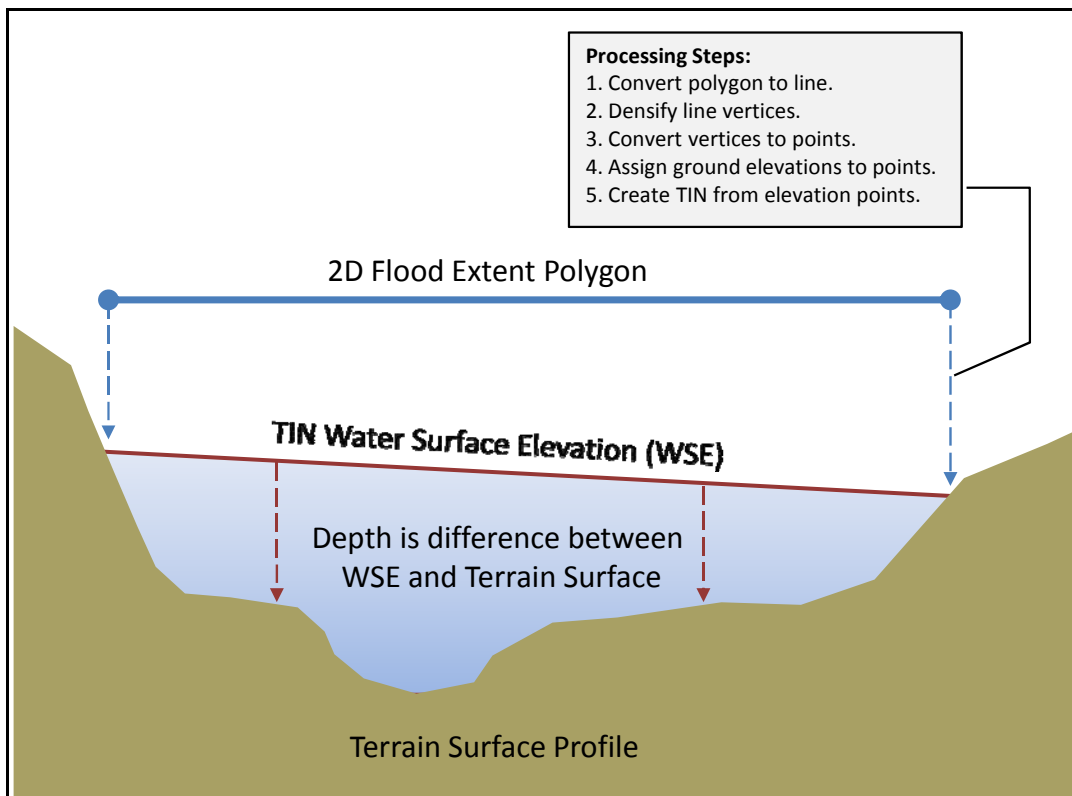 Processing Steps:
1. Convert polygon to line.
2. Densify line vertices.
3. Convert vertices to points.
4. Assign ground elevations to points.
5. Create TIN from elevation points.
2D Flood Extent Polygon
TIN Water Surface Elevation (WSE)
Depth is difference between
WSE and Terrain Surface
Terrain Surface Profile